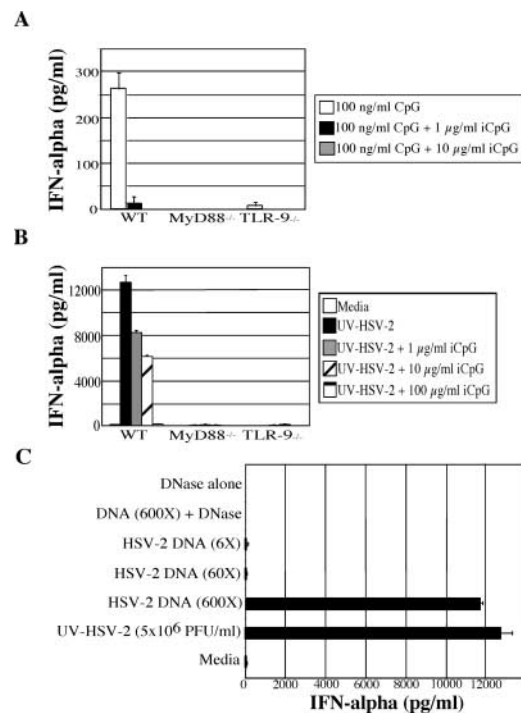 A
IFN-alpha (pg/ml)
300
200
100
0
WT MyD88-/- TLR-9-/-
100 ng/ml CpG
100 ng/ml CpG + 1 µg/ml iCpG
100 ng/ml CpG + 10 µg/ml iCpG
B
IFN-alpha (pg/ml)
12000
8000
4000
0
WT MyD88-/- TLR-9-/-
Media
UV-HSV-2
UV-HSV-2 + 1 µg/ml iCpG
UV-HSV-2 + 10 µg/ml iCpG
UV-HSV-2 + 100 µg/ml iCpG
C
DNase alone
DNA (600X) + DNase
HSV-2 DNA (6X)
HSV-2 DNA (60X)
HSV-2 DNA (600X)
UV-HSV-2 (5x10⁶ PFU/ml)
Media
0 2000 4000 6000 8000 10000 12000
IFN-alpha (pg/ml)